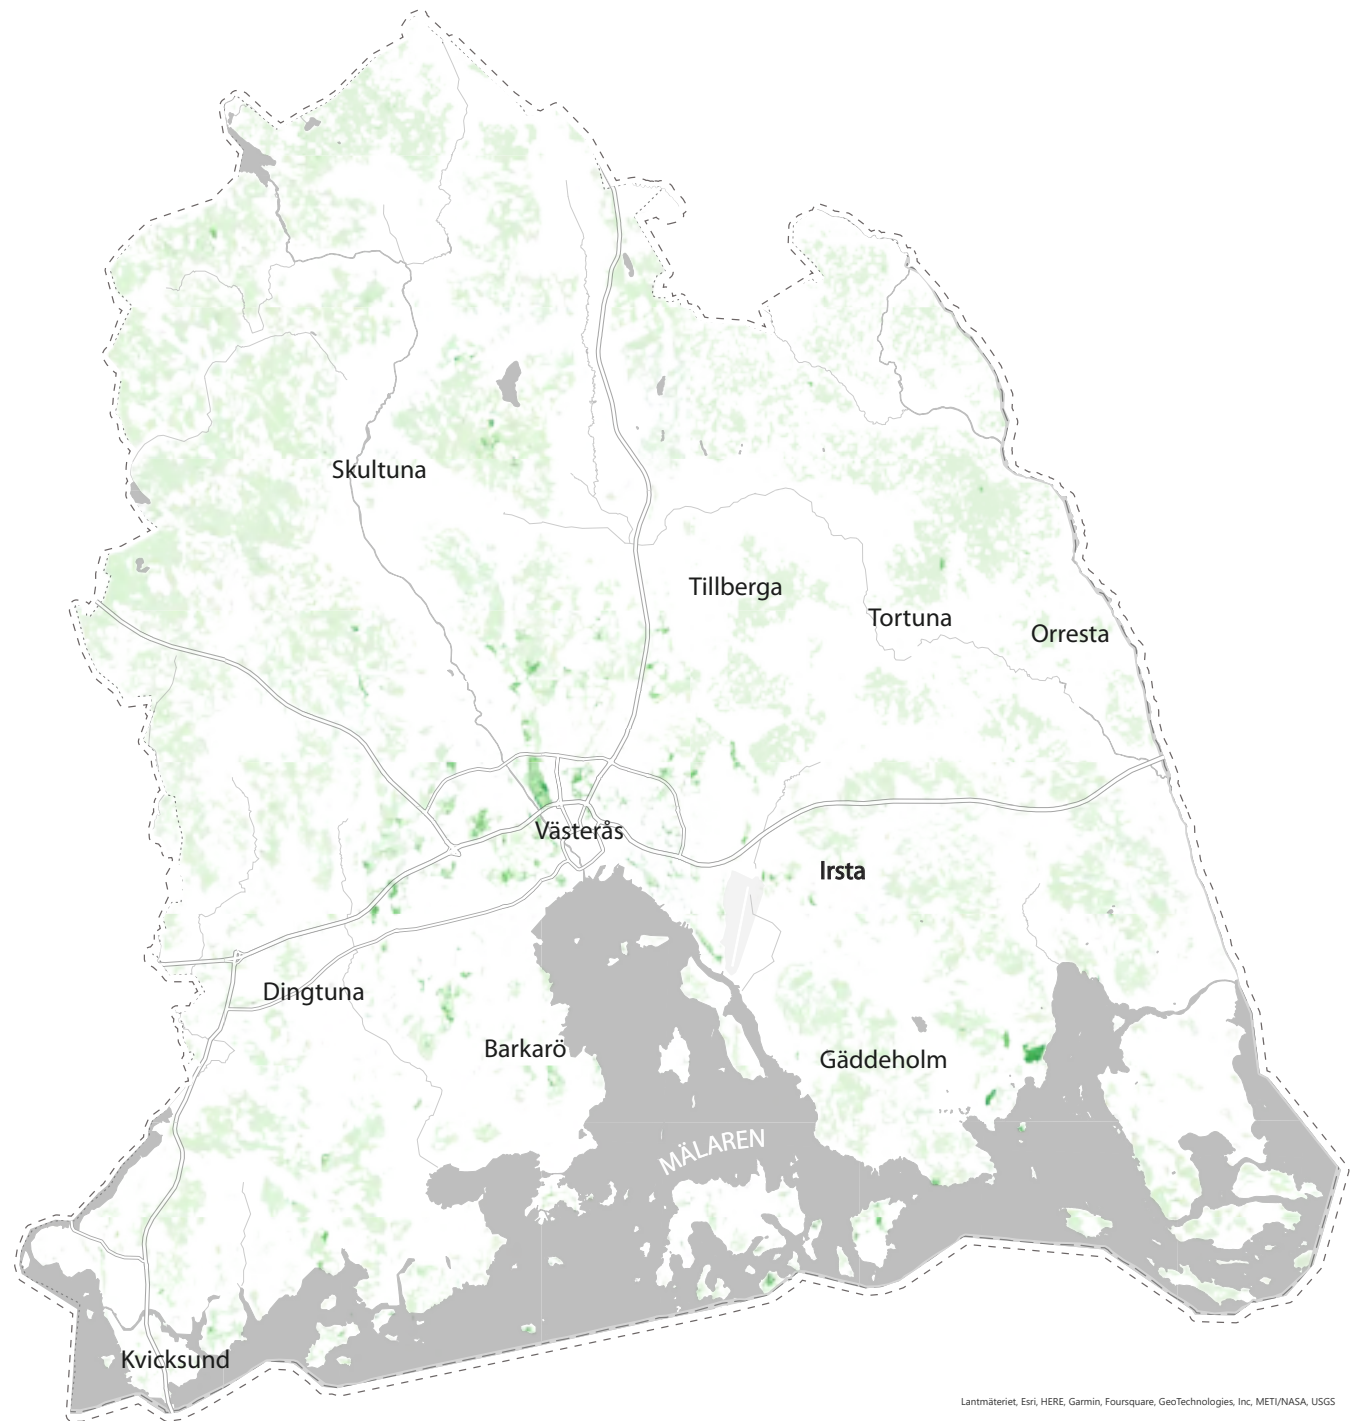 Skultuna
Tillberga
Tortuna
Orresta
Västerås
Irsta
Dingtuna
Barkarö
Gäddeholm
MÄLAREN
Kvicksund
Lantmäteriet, Esri, HERE, Garmin, Foursquare, GeoTechnologies, Inc, METI/NASA, USGS